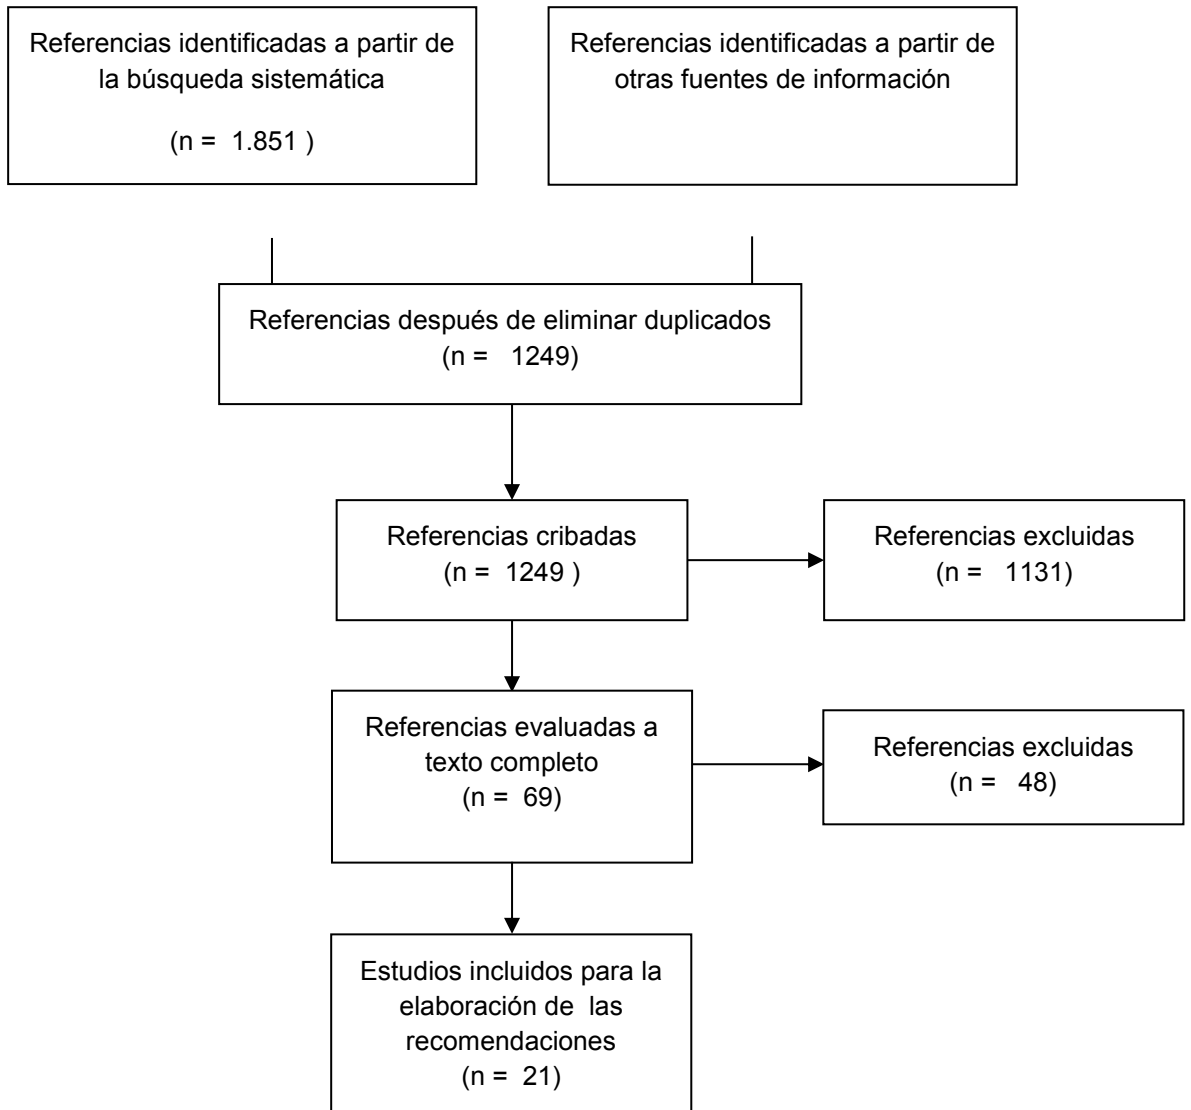 Referencias identificadas a partir de
la búsqueda sistemática
(n = 1.851 )
Referencias identificadas a partir de
otras fuentes de información
Referencias después de eliminar duplicados
(n = 1249)
Referencias cribadas
(n = 1249 )
Referencias excluidas
(n = 1131)
Referencias evaluadas a
texto completo
(n = 69)
Referencias excluidas
(n = 48)
Estudios incluidos para la
elaboración de las
recomendaciones
(n = 21)